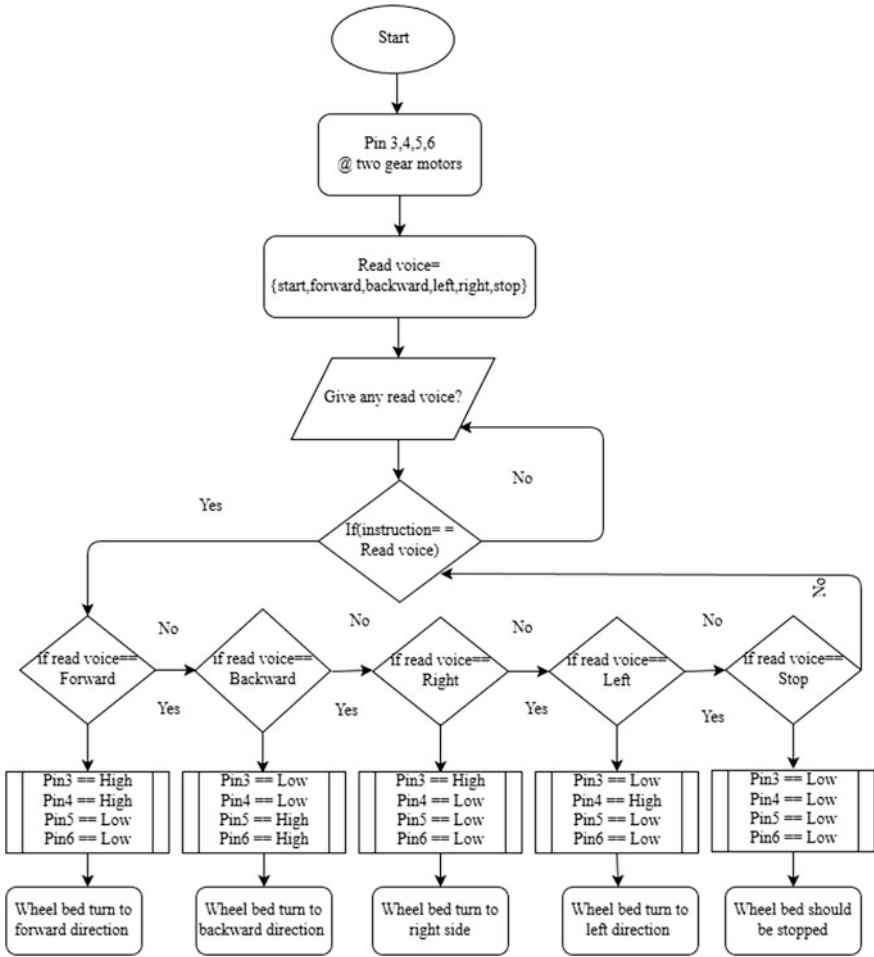 Start
Pin 3,4,5,6
@ two gear motors
Read voice=
{start,forward,backward,left,right,stop}
Give any read voice?
No
Yes
If(instruction= =
Read voice)
No
No
No
No
No
if read voice==
Forward
if read voice==
Backward
if read voice==
Right
if read voice==
Left
if read voice==
Stop
Yes
Yes
Yes
Yes
Pin3 == High
Pin4 == High
Pin5 == Low
Pin6 == Low
Pin3 == Low
Pin4 == Low
Pin5 == High
Pin6 == High
Pin3 == High
Pin4 == Low
Pin5 == Low
Pin6 == Low
Pin3 == Low
Pin4 == High
Pin5 == Low
Pin6 == Low
Pin3 == Low
Pin4 == Low
Pin5 == Low
Pin6 == Low
Wheel bed turn to
forward direction
Wheel bed turn to
backward direction
Wheel bed turn to
right side
Wheel bed turn to
left direction
Wheel bed should
be stopped